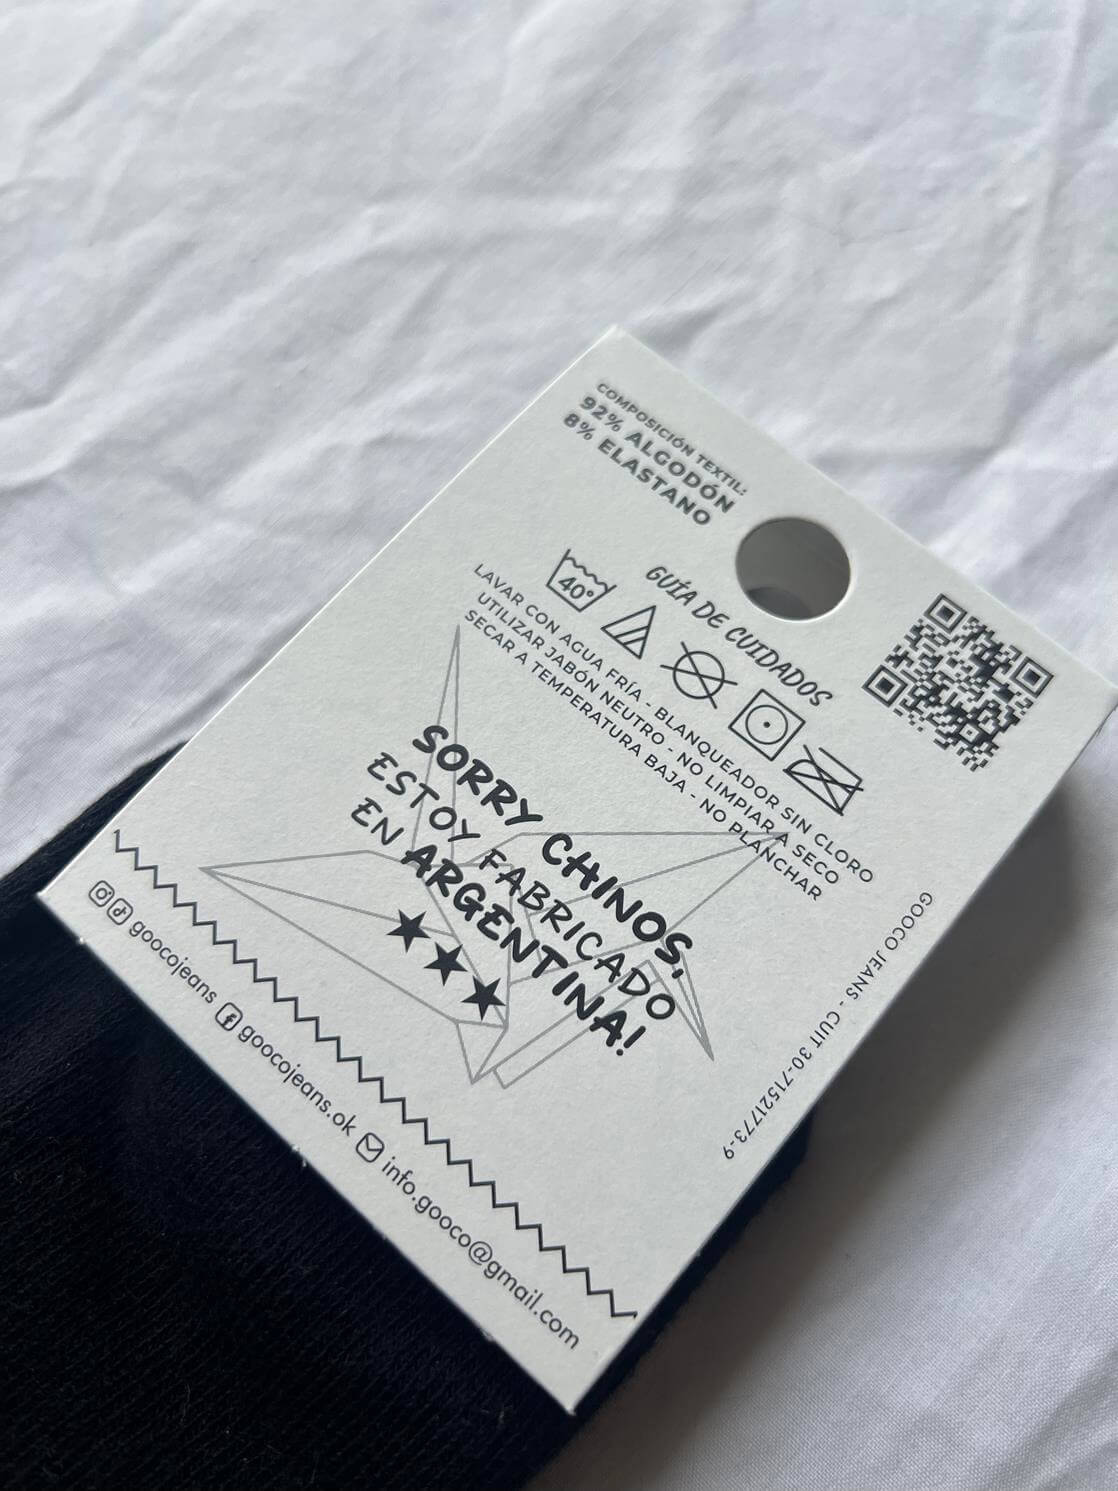 COMPOSICIÓN TEXTIL:
92% ALGODÓN
8% ELASTANO
GUÍA DE CUIDADOS
40°
LAVAR CON AGUA FRÍA - BLANQUEADOR SIN CLORO
UTILIZAR JABÓN NEUTRO - NO LIMPIAR A SECO
SECAR A TEMPERATURA BAJA - NO PLANCHAR
SORRY CHINOS,
ESTOY FABRICADO
EN ARGENTINA!
GOOCO JEANS - CUIT 30-71521773-9
goocojeans goocojeans.ok info.gooco@gmail.com